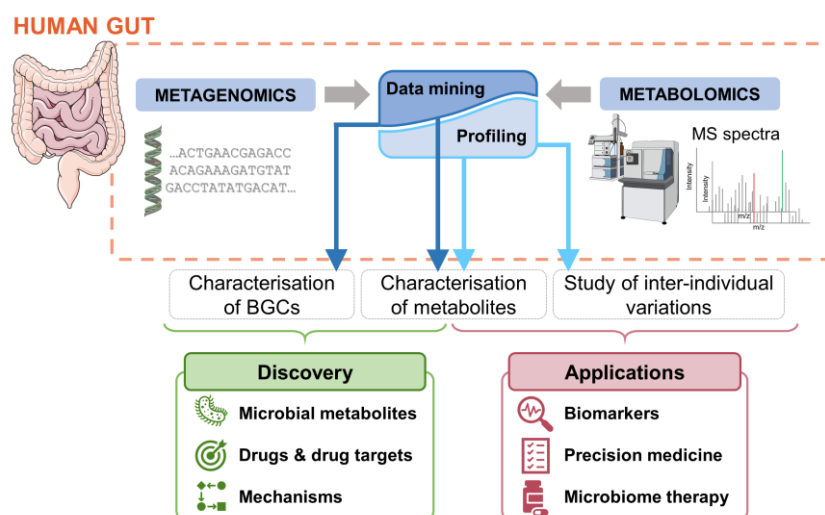 HUMAN GUT
METAGENOMICS
Data mining
Profiling
METABOLOMICS
...ACTGAACGAGACC
ACAGAAAGATGTAT
GACCTATATGACAT...
MS spectra
Intensity
Intensity
m/z
m/z
Characterisation
of BGCs
Characterisation
of metabolites
Study of inter-individual
variations
Discovery
Microbial metabolites
Drugs & drug targets
Mechanisms
Applications
Biomarkers
Precision medicine
Microbiome therapy